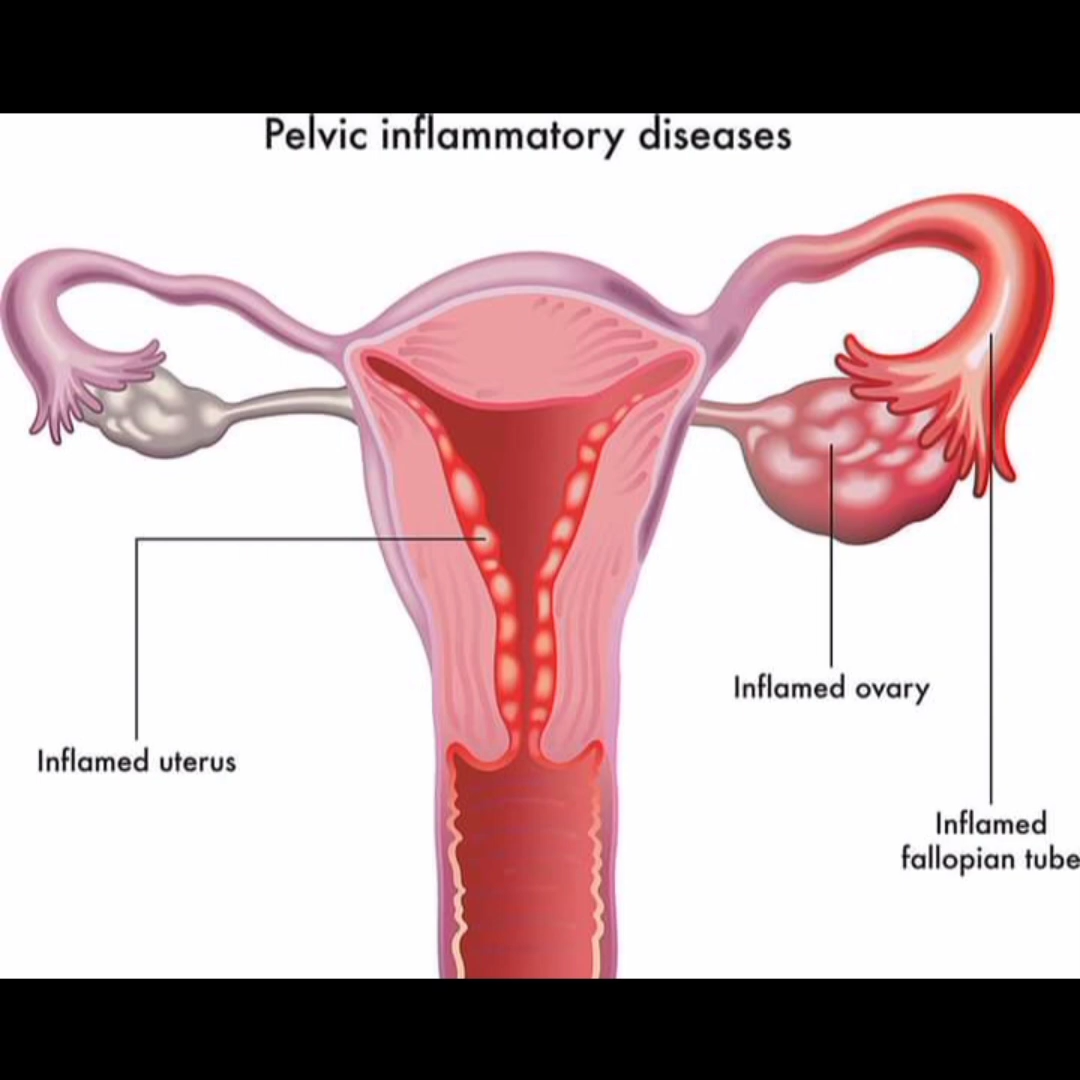 Pelvic inflammatory diseases
Inflamed ovary
Inflamed uterus
Inflamed
fallopian tube